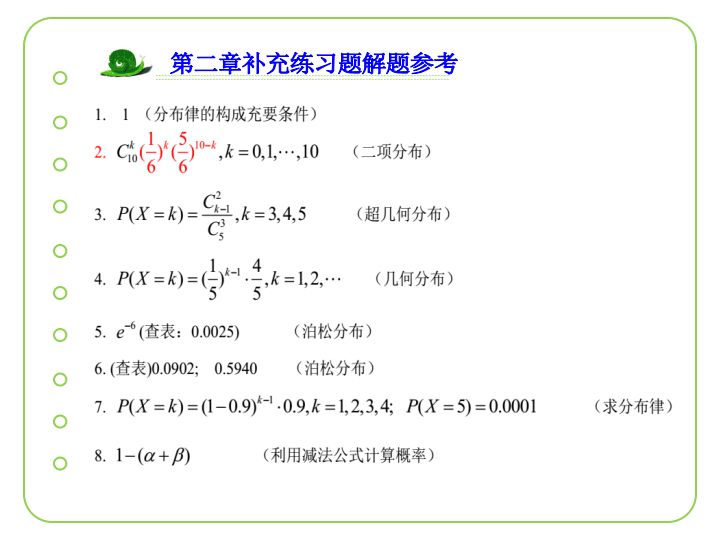 第二章补充练习题解题参考
1. 1 （分布律的构成充要条件）
2. $C_{10}^{k}(\frac{1}{6})^{k}(\frac{5}{6})^{10-k}, k=0,1,\cdots,10$ （二项分布）
3. $P(X=k)=\frac{C_{k-1}^{2}}{C_{5}^{3}}, k=3,4,5$ （超几何分布）
4. $P(X=k)=(\frac{1}{5})^{k-1}\cdot\frac{4}{5}, k=1,2,\cdots$ （几何分布）
5. $e^{-6}$ (查表：0.0025) （泊松分布）
6. (查表)0.0902; 0.5940 （泊松分布）
7. $P(X=k)=(1-0.9)^{k-1}\cdot 0.9, k=1,2,3,4;\ P(X=5)=0.0001$ （求分布律）
8. $1-(\alpha+\beta)$ （利用减法公式计算概率）